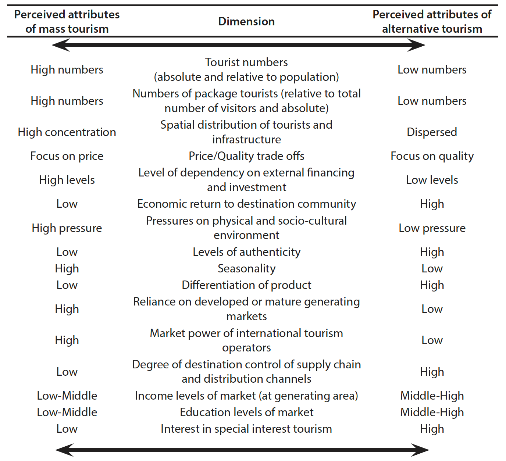 Perceived attributes of mass tourism Dimension Perceived attributes of alternative tourism
High numbers Tourist numbers (absolute and relative to population) Low numbers
High numbers Numbers of package tourists (relative to total number of visitors and absolute) Low numbers
High concentration Spatial distribution of tourists and infrastructure Dispersed
Focus on price Price/Quality trade offs Focus on quality
High levels Level of dependency on external financing and investment Low levels
Low Economic return to destination community High
High pressure Pressures on physical and socio-cultural environment Low pressure
Low Levels of authenticity High
High Seasonality Low
Low Differentiation of product High
High Reliance on developed or mature generating markets Low
High Market power of international tourism operators Low
Low Degree of destination control of supply chain and distribution channels High
Low-Middle Income levels of market (at generating area) Middle-High
Low-Middle Education levels of market Middle-High
Low Interest in special interest tourism High